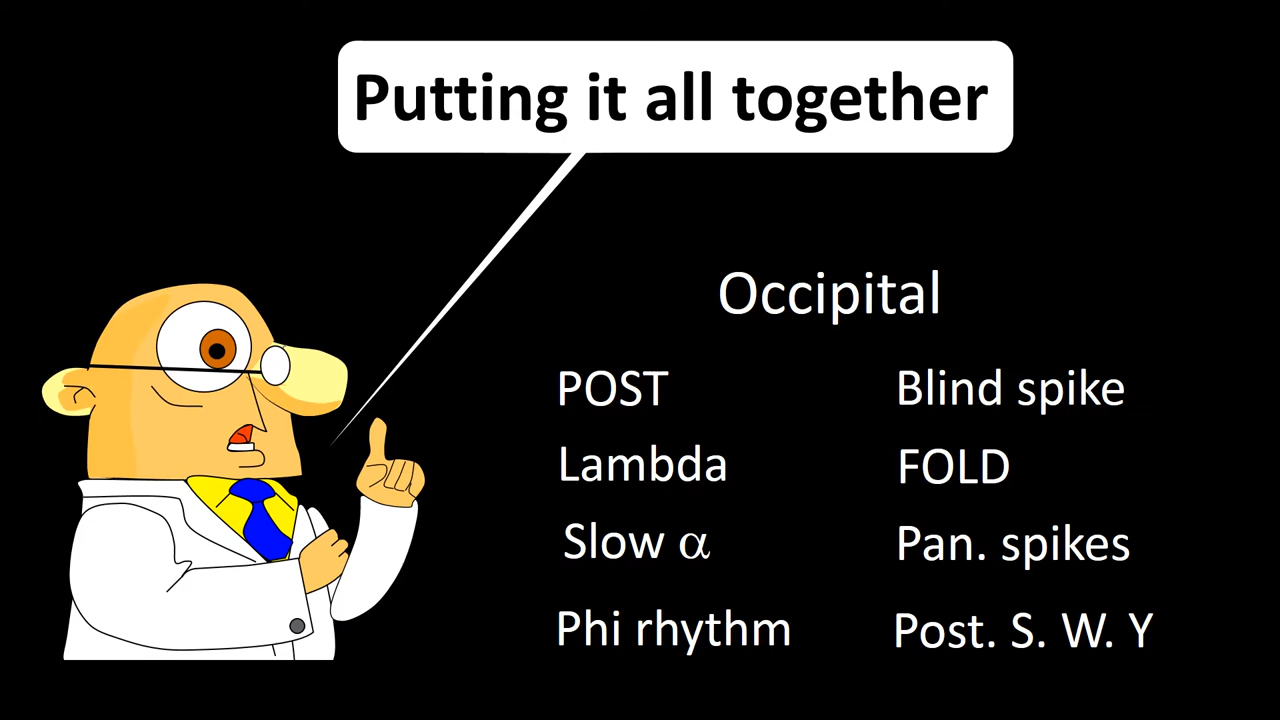 Putting it all together
Occipital
POST
Blind spike
Lambda
FOLD
Slow α
Pan. spikes
Phi rhythm
Post. S. W. Y